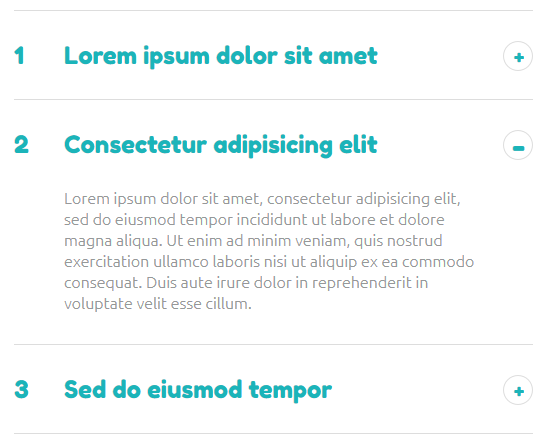 1 Lorem ipsum dolor sit amet +
2 Consectetur adipisicing elit –
Lorem ipsum dolor sit amet, consectetur adipisicing elit,
sed do eiusmod tempor incididunt ut labore et dolore
magna aliqua. Ut enim ad minim veniam, quis nostrud
exercitation ullamco laboris nisi ut aliquip ex ea commodo
consequat. Duis aute irure dolor in reprehenderit in
voluptate velit esse cillum.
3 Sed do eiusmod tempor +